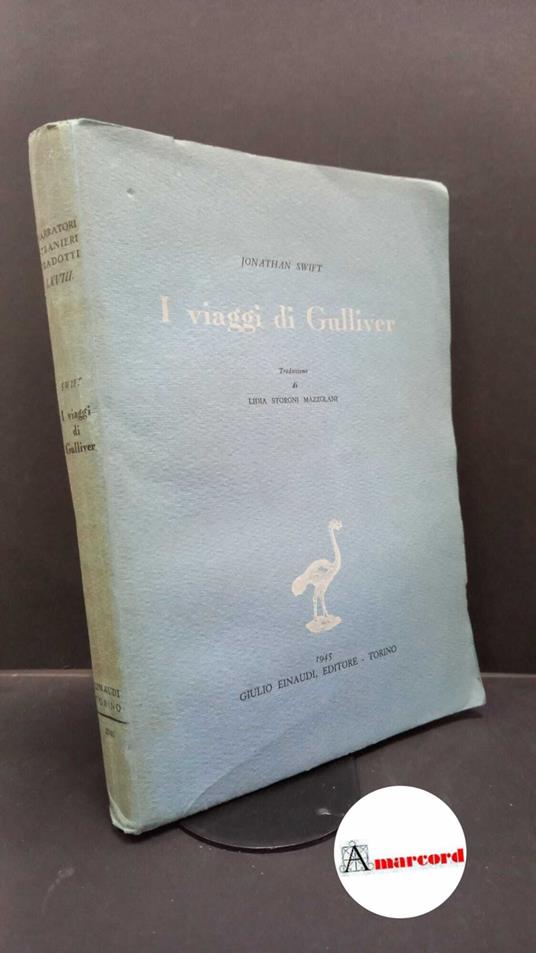 JONATHAN SWIFT
I viaggi di Gulliver
Traduzione
di
LIDIA STORONI MAZZOLANI
1945
GIULIO EINAUDI, EDITORE - TORINO
SWIFT
I viaggi
di
Gulliver
EINAUDI
TORINO
Amarcord